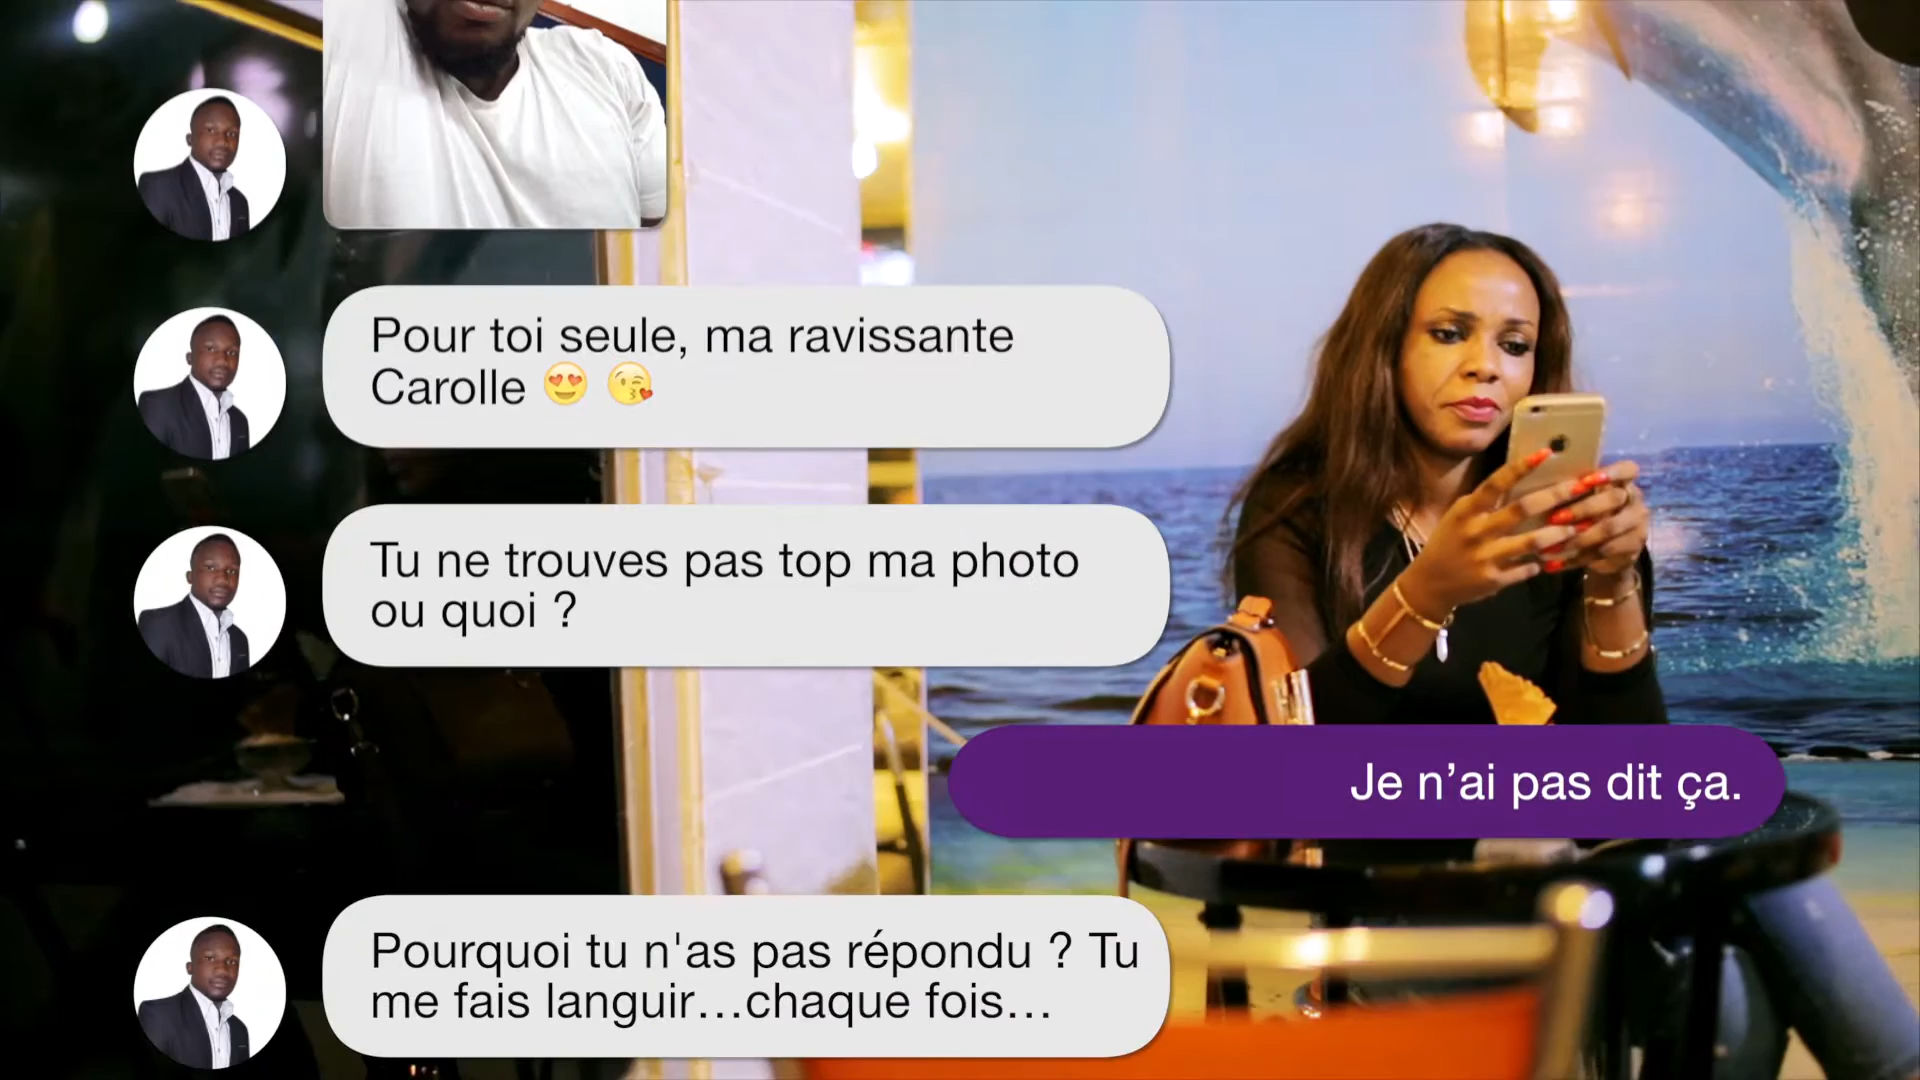 Pour toi seule, ma ravissante
Carolle 😍 😘
Tu ne trouves pas top ma photo
ou quoi ?
Je n’ai pas dit ça.
Pourquoi tu n'as pas répondu ? Tu
me fais languir…chaque fois…